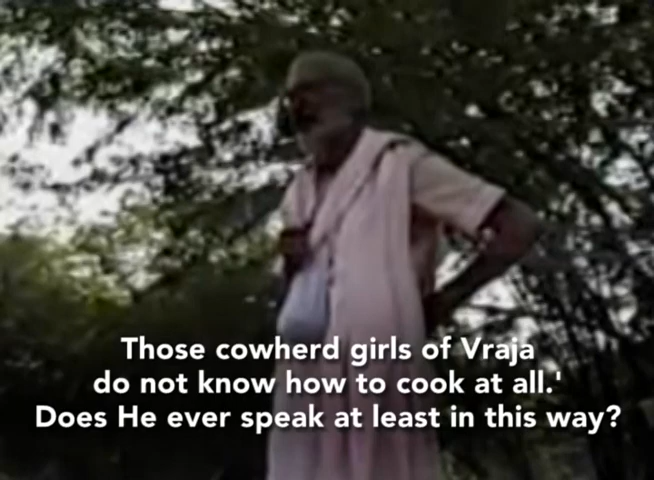 Those cowherd girls of Vraja
do not know how to cook at all.'
Does He ever speak at least in this way?